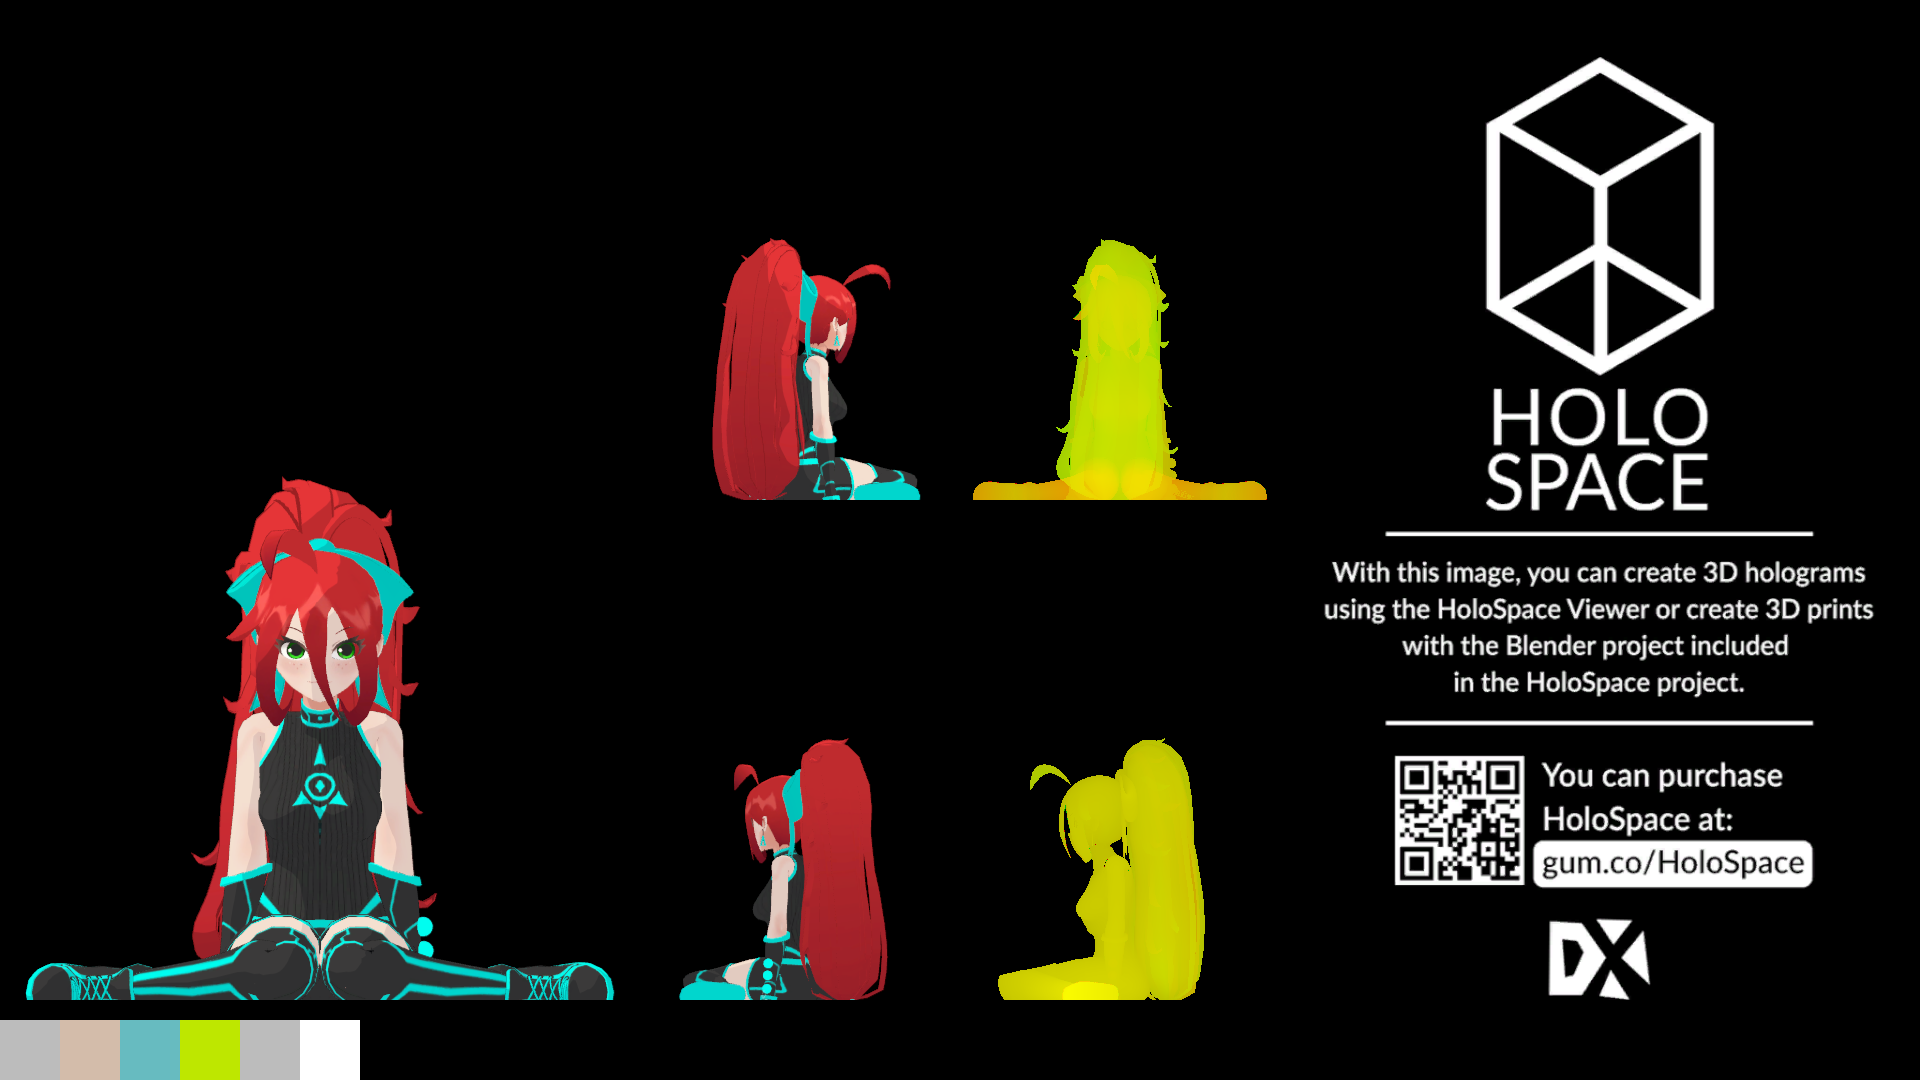 HOLO
SPACE
With this image, you can create 3D holograms
using the HoloSpace Viewer or create 3D prints
with the Blender project included
in the HoloSpace project.
You can purchase
HoloSpace at:
gum.co/HoloSpace
DX